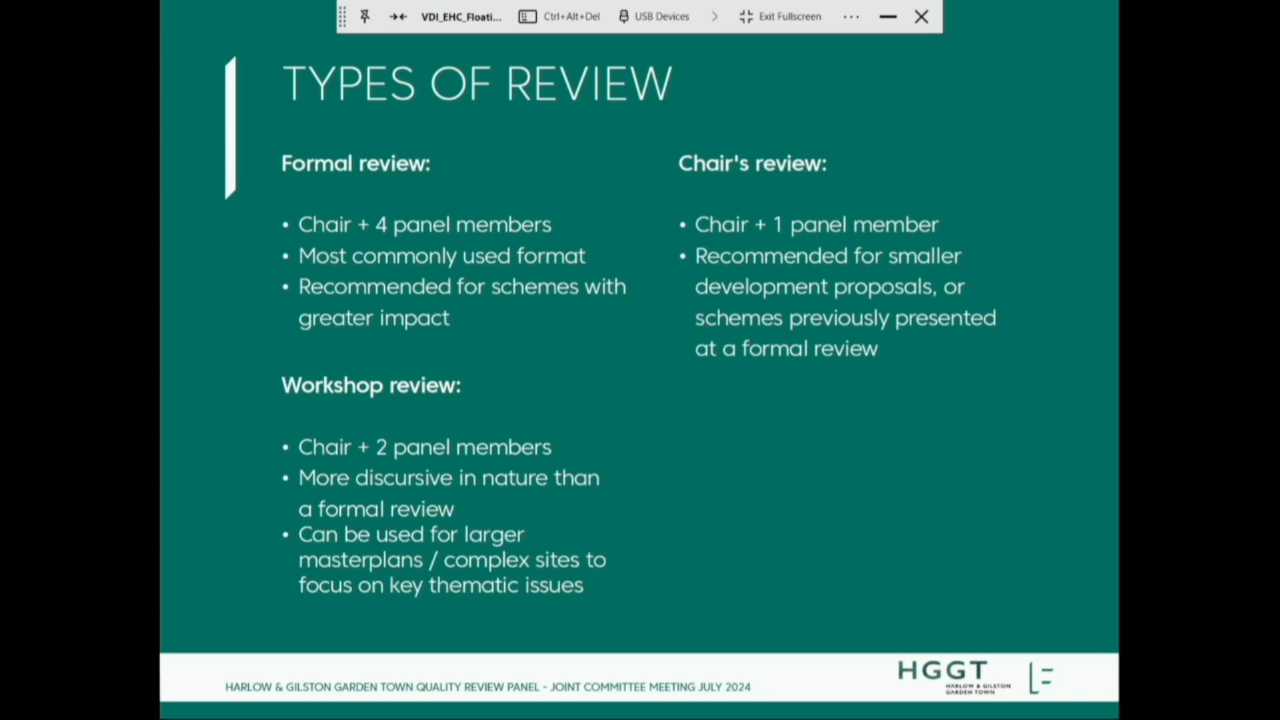 VDI_EHC_Floati... Ctrl+Alt+Del USB Devices Exit Fullscreen
TYPES OF REVIEW
Formal review:
• Chair + 4 panel members
• Most commonly used format
• Recommended for schemes with
greater impact
Workshop review:
• Chair + 2 panel members
• More discursive in nature than
a formal review
• Can be used for larger
masterplans / complex sites to
focus on key thematic issues
Chair's review:
• Chair + 1 panel member
• Recommended for smaller
development proposals, or
schemes previously presented
at a formal review
HARLOW & GILSTON GARDEN TOWN QUALITY REVIEW PANEL - JOINT COMMITTEE MEETING JULY 2024
HGGT
HARLOW & GILSTON
GARDEN TOWN